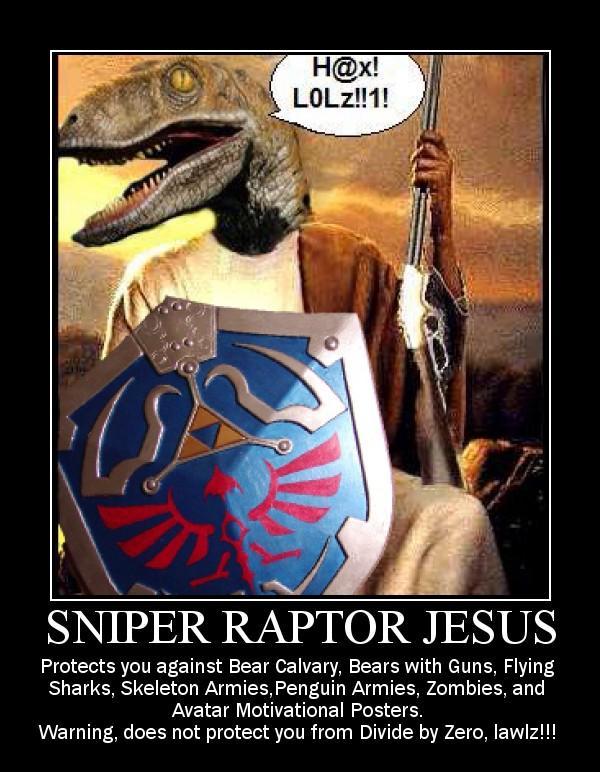 H@x!
L0Lz!!1!
SNIPER RAPTOR JESUS
Protects you against Bear Calvary, Bears with Guns, Flying
Sharks, Skeleton Armies,Penguin Armies, Zombies, and
Avatar Motivational Posters.
Warning, does not protect you from Divide by Zero, lawlz!!!